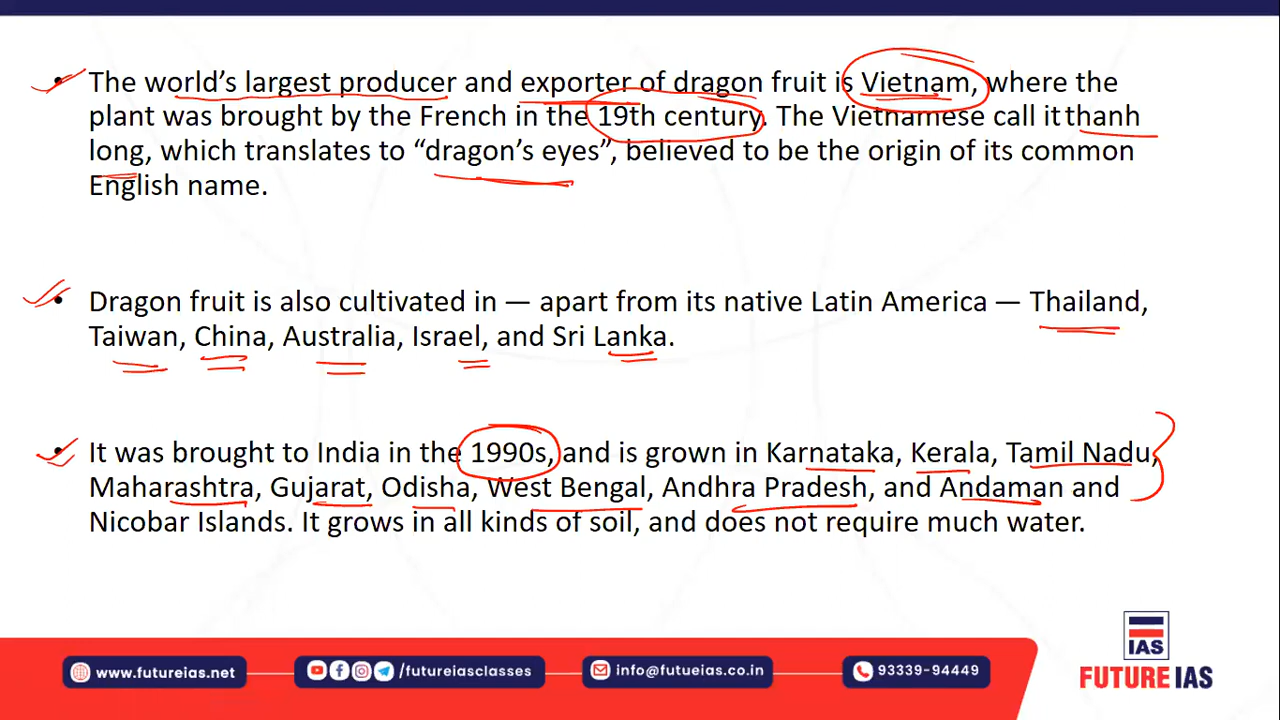 • The world's largest producer and exporter of dragon fruit is Vietnam, where the
plant was brought by the French in the 19th century. The Vietnamese call it thanh
long, which translates to “dragon's eyes”, believed to be the origin of its common
English name.
• Dragon fruit is also cultivated in — apart from its native Latin America — Thailand,
Taiwan, China, Australia, Israel, and Sri Lanka.
• It was brought to India in the 1990s, and is grown in Karnataka, Kerala, Tamil Nadu,
Maharashtra, Gujarat, Odisha, West Bengal, Andhra Pradesh, and Andaman and
Nicobar Islands. It grows in all kinds of soil, and does not require much water.
IAS
www.futureias.net /futureiasclasses info@futueias.co.in 93339-94449
FUTURE IAS